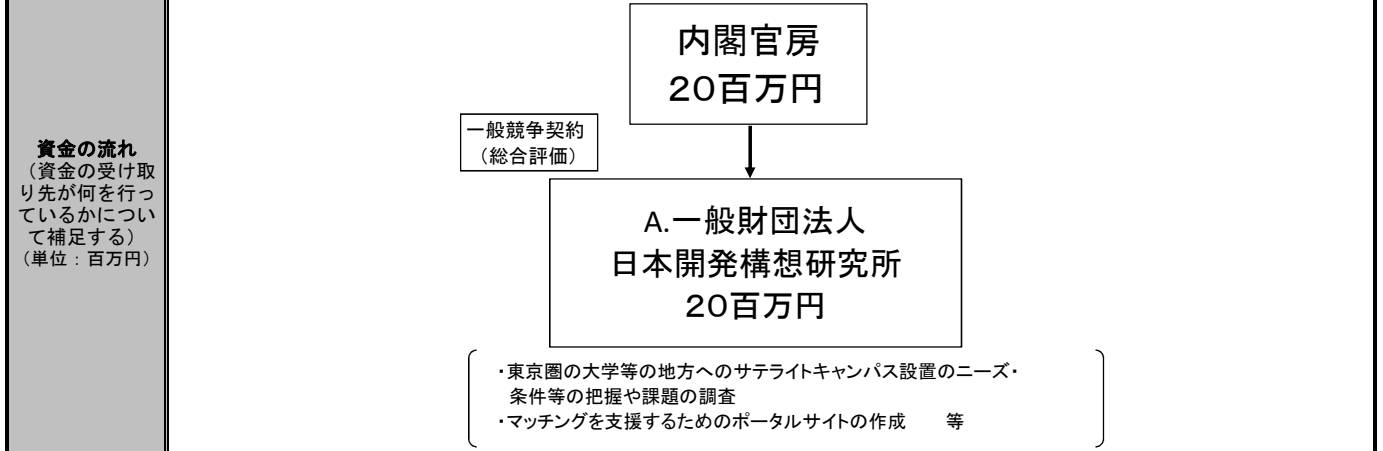 資金の流れ
（資金の受け取
り先が何を行っ
ているかについ
て補足する）
（単位：百万円）
内閣官房
２０百万円
一般競争契約
（総合評価）
A.一般財団法人
日本開発構想研究所
２０百万円
・東京圏の大学等の地方へのサテライトキャンパス設置のニーズ・
条件等の把握や課題の調査
・マッチングを支援するためのポータルサイトの作成　　等